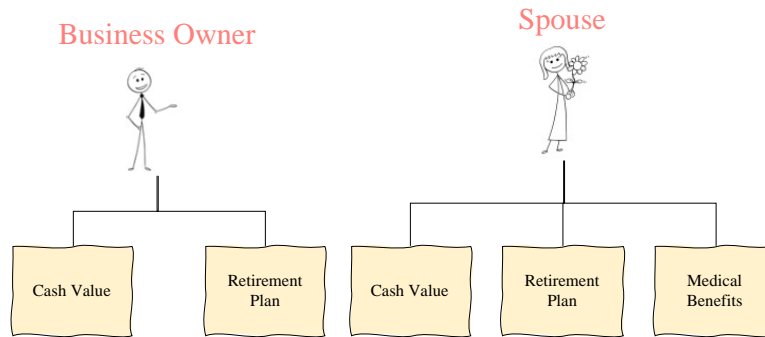 Business Owner
Spouse
Cash Value
Retirement
Plan
Cash Value
Retirement
Plan
Medical
Benefits